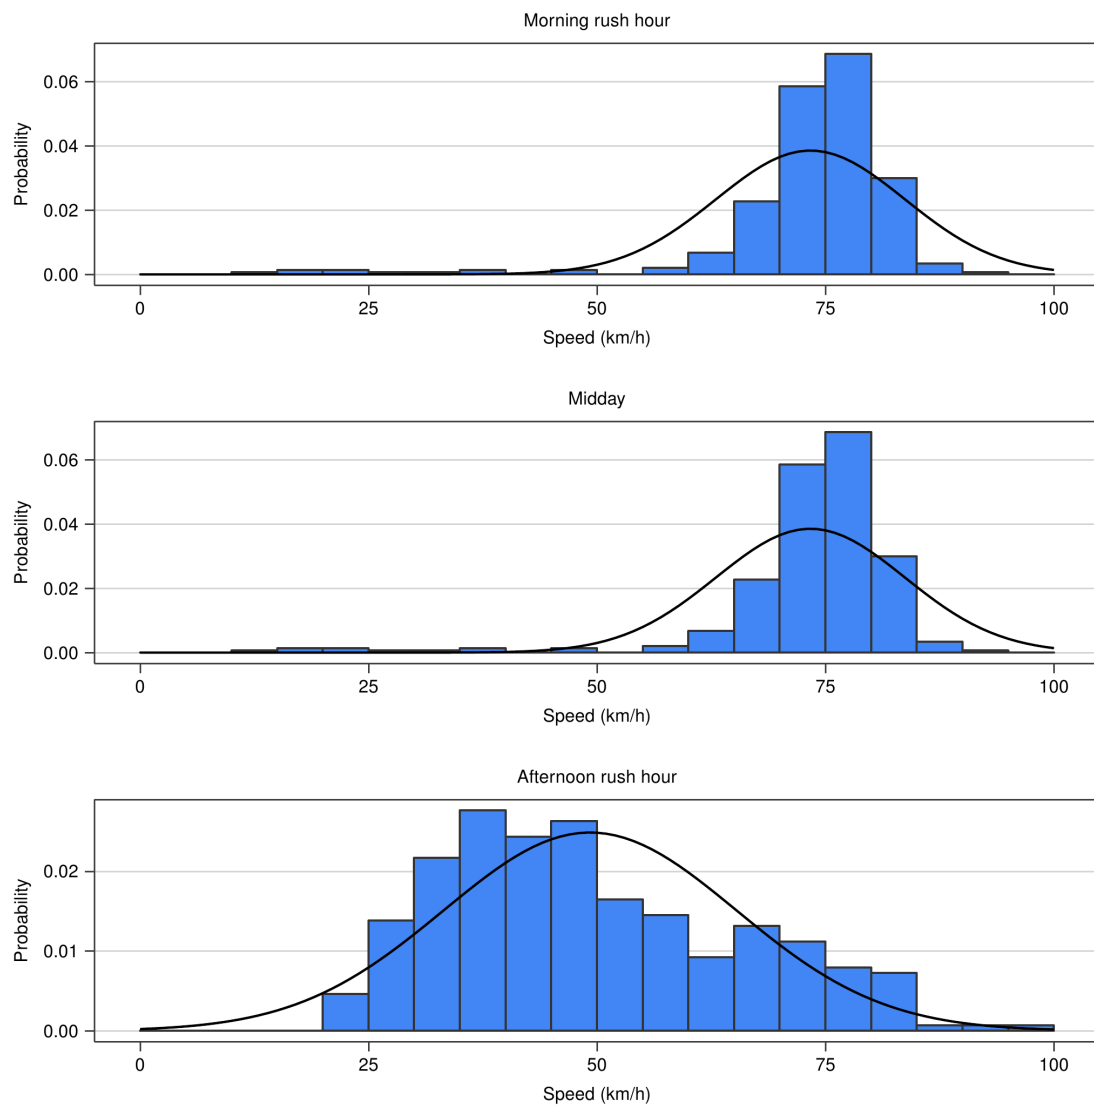 Morning rush hour
Probability
0.06
0.04
0.02
0.00
0 25 50 75 100
Speed (km/h)
Midday
Probability
0.06
0.04
0.02
0.00
0 25 50 75 100
Speed (km/h)
Afternoon rush hour
Probability
0.02
0.01
0.00
0 25 50 75 100
Speed (km/h)